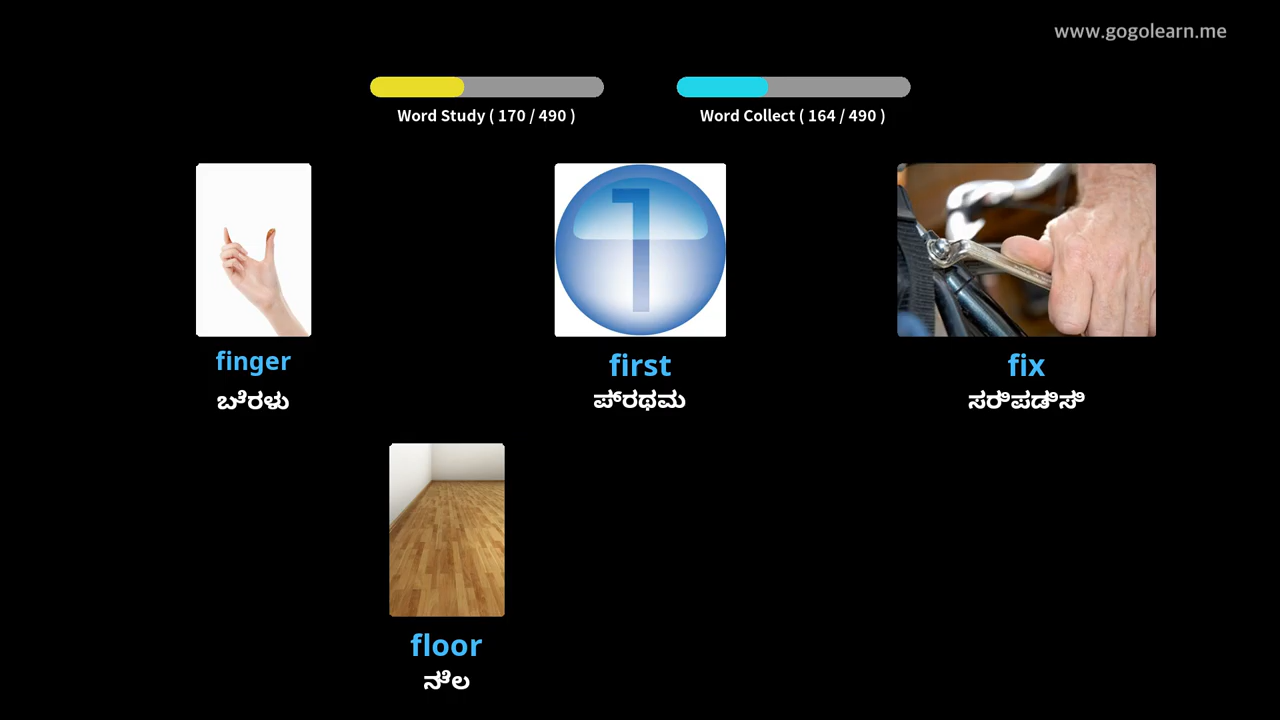 www.gogolearn.me
Word Study ( 170 / 490 )
Word Collect ( 164 / 490 )
1
finger
first
fix
ಬೆರಳು
ಪ್ರಥಮ
ಸರಿಪಡಿಸಿ
floor
ನೆಲ